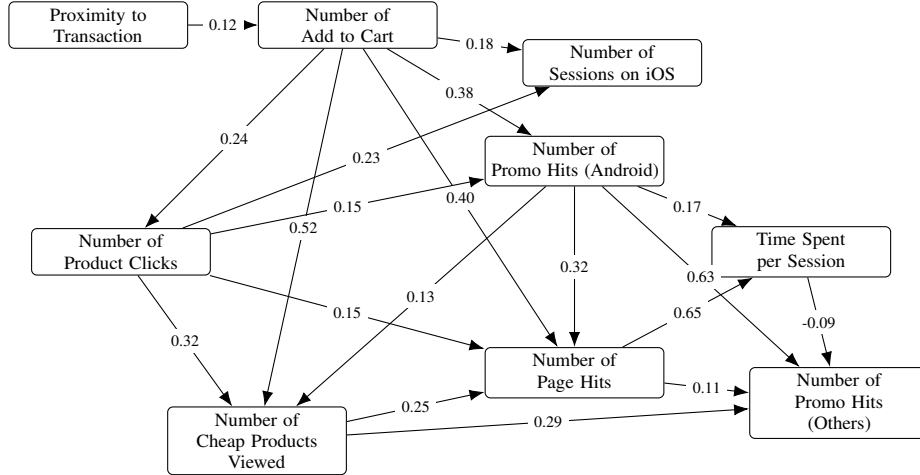 Proximity to
Transaction
0.12
Number of
Add to Cart
0.18
Number of
Sessions on iOS
0.38
0.24
0.23
Number of
Promo Hits (Android)
0.15
0.40
0.17
0.52
Number of
Product Clicks
Time Spent
per Session
0.32
0.63
0.13
0.15
0.65
-0.09
0.32
Number of
Page Hits
0.11
Number of
Promo Hits
(Others)
0.25
0.29
Number of
Cheap Products
Viewed